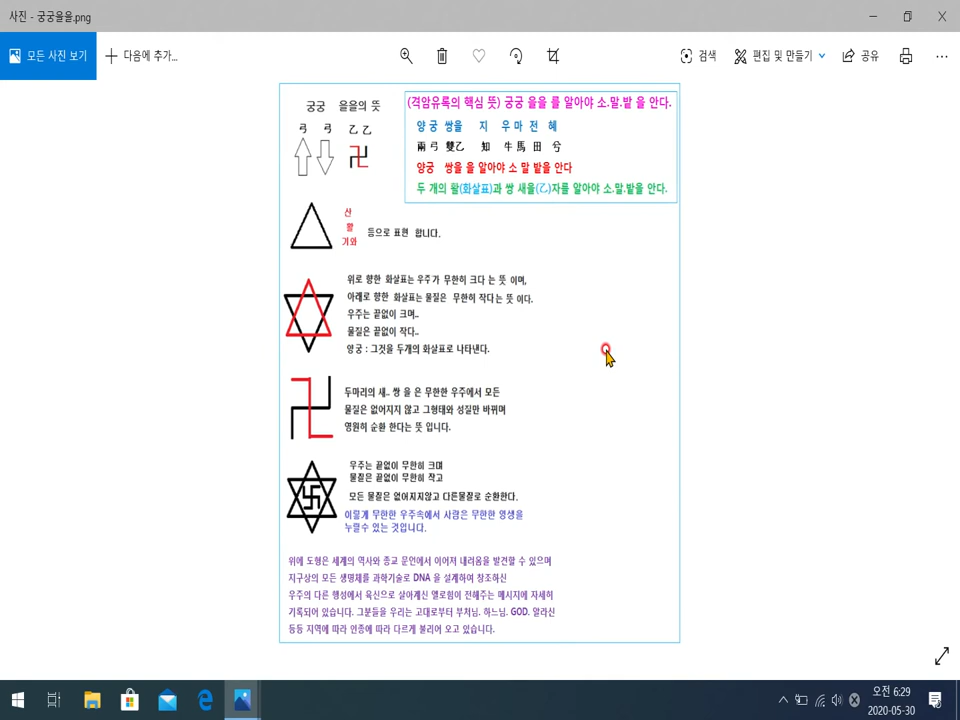 사진 - 궁궁을을.png
모든 사진 보기
다음에 추가...
검색
편집 및 만들기
공유
궁궁 을을의 뜻
弓 弓 乙 乙
(격암유록의 핵심 뜻) 궁궁 을을 를 알아야 소.말.밭 을 안다.
양 궁 쌍을 지 우 마 전 혜
兩 弓 雙乙 知 牛 馬 田 兮
양궁 쌍을 을 알아야 소 말 밭을 안다
두 개의 활(화살표)과 쌍 새을(乙)자를 알아야 소.말.밭을 안다.
산
활
기와
등으로 표현 합니다.
위로 향한 화살표는 우주가 무한히 크다 는 뜻 이며,
아래로 향한 화살표는 물질은 무한히 작다는 뜻 이다.
우주는 끝없이 크며..
물질은 끝없이 작다..
양궁 : 그것을 두개의 화살표로 나타낸다.
두마리의 새.. 쌍 을 은 무한한 우주에서 모든
물질은 없어지지 않고 그형태와 성질만 바뀌며
영원히 순환 한다는 뜻 입니다.
우주는 끝없이 무한히 크며
물질은 끝없이 무한히 작고
모든 물질은 없어지지않고 다른물질로 순환한다.
이렇게 무한한 우주속에서 사람은 무한한 영생을
누릴수 있는 것입니다.
위에 도형은 세계의 역사와 종교 문언에서 이어져 내려옴을 발견할 수 있으며
지구상의 모든 생명체를 과학기술로 DNA 을 설계하여 창조하신
우주의 다른 행성에서 육신으로 살아계신 엘로힘이 전해주는 메시지에 자세히
기록되어 있습니다. 그분들을 우리는 고대로부터 부처님. 하느님. GOD. 알라신
등등 지역에 따라 인종에 따라 다르게 불리어 오고 있습니다.
오전 6:29
2020-05-30